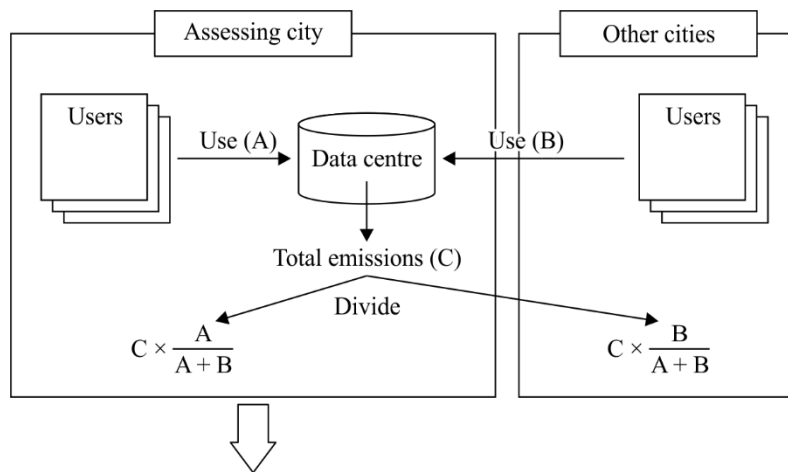 Assessing city
Other cities
Users
Users
Use (A)
Data centre
Use (B)
Total emissions (C)
Divide
C × A / A + B
C × B / A + B